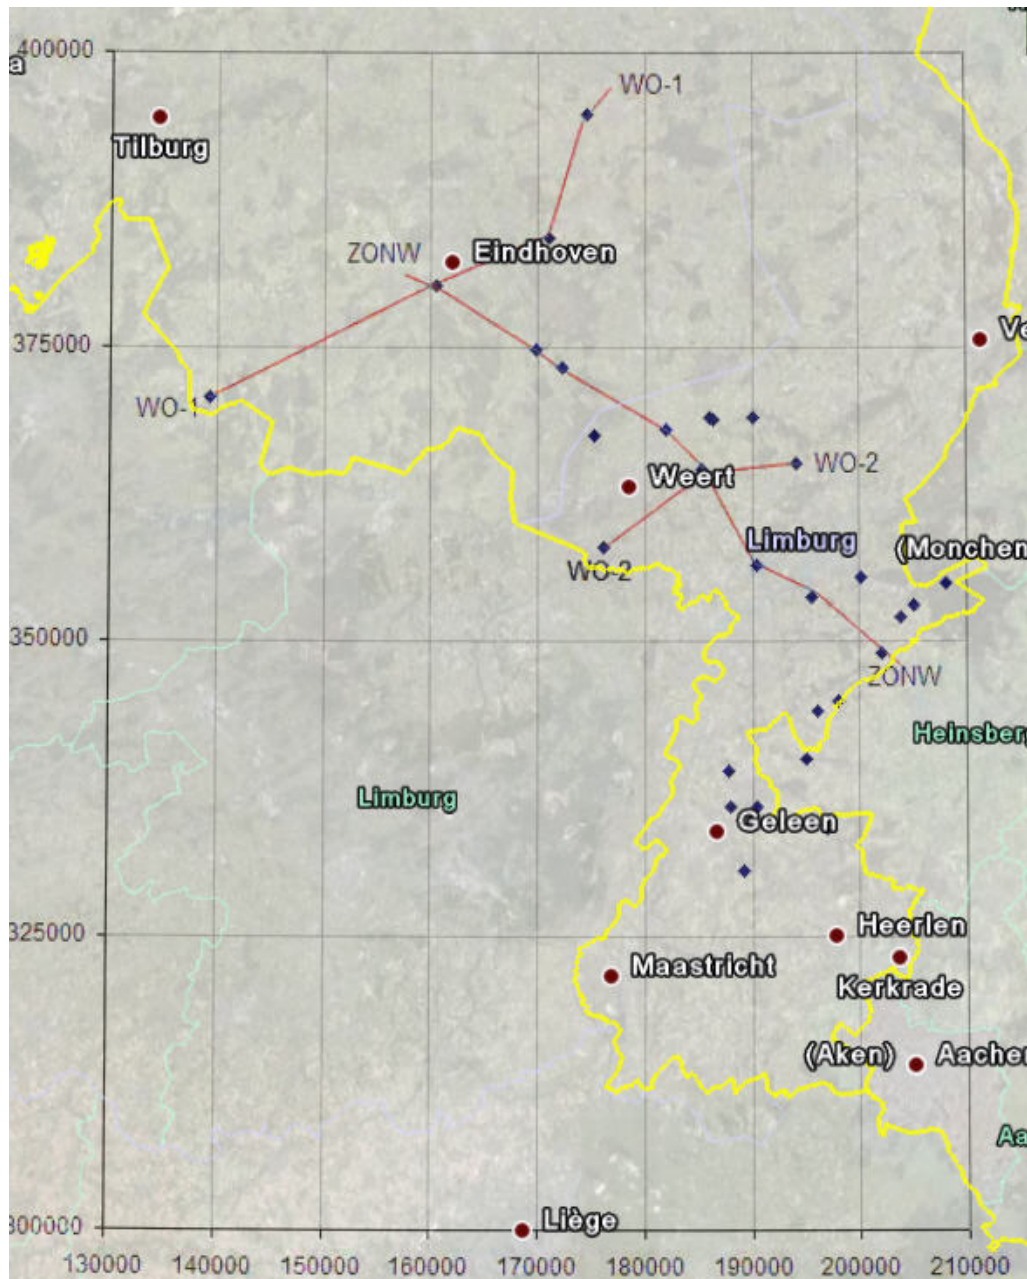 400000
a
WO-1
Tilburg
ZONW
Eindhoven
375000
Ve
WO-1
WO-2
Weert
Limburg
(Monchen
WO-2
350000
ZONW
Heinsberg
Limburg
Geleen
325000
Heerlen
Maastricht
Kerkrade
(Aken)
Aachen
Aa
300000
Liège
130000 140000 150000 160000 170000 180000 190000 200000 210000